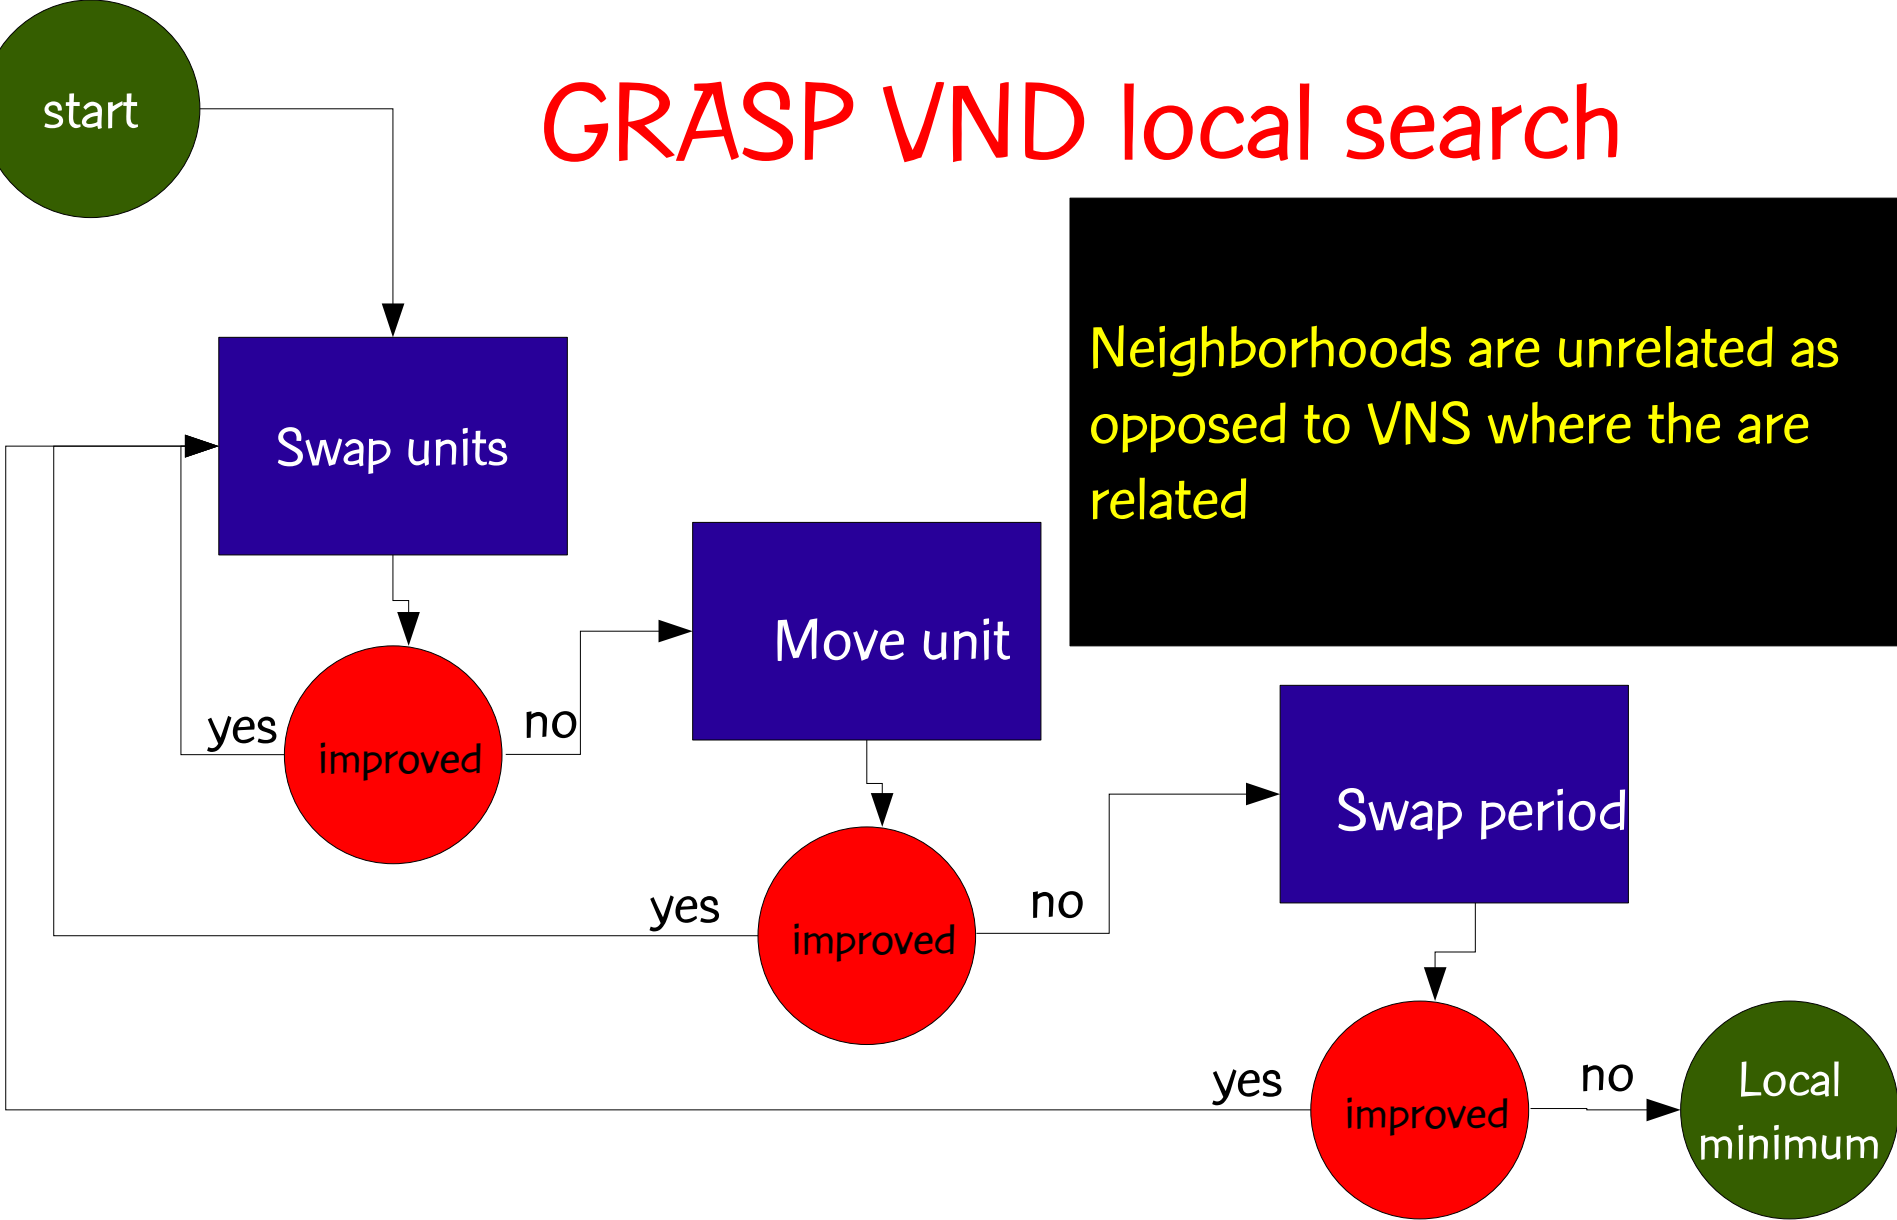 start
GRASP VND local search
Neighborhoods are unrelated as
opposed to VNS where the are
related
Swap units
Move unit
yes
improved
no
Swap period
yes
improved
no
yes
improved
no
Local
minimum